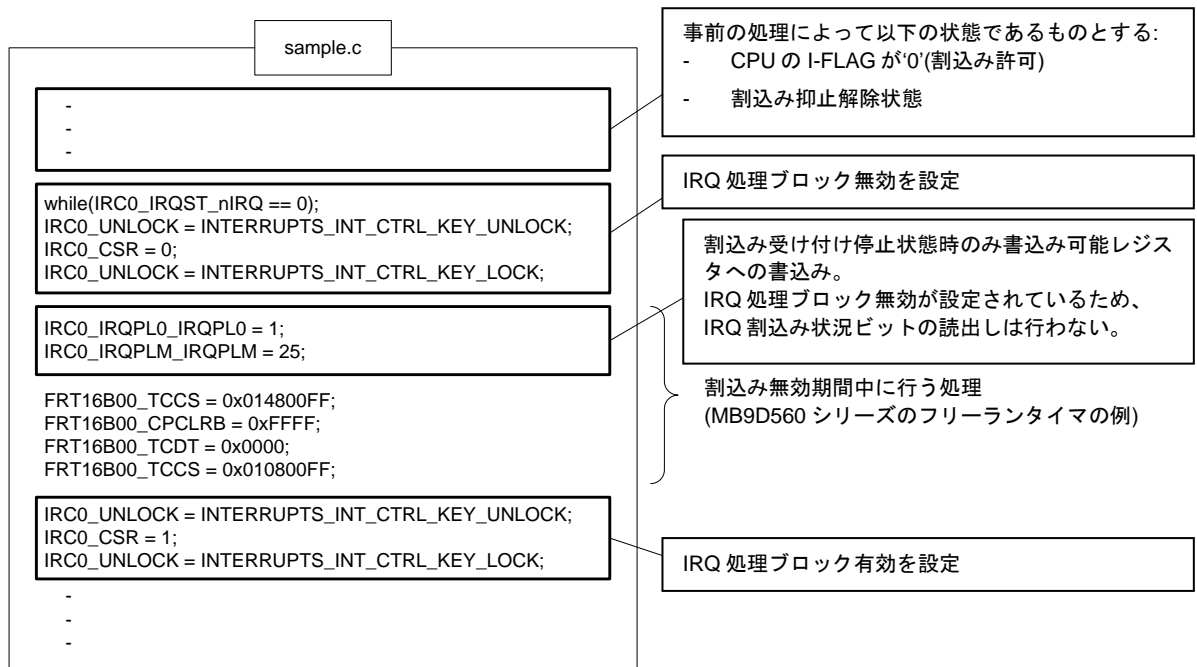 sample.c
-
-
-
事前の処理によって以下の状態であるものとする:
- CPU の I-FLAG が‘0’(割込み許可)
- 割込み抑止解除状態
while(IRC0_IRQST_nIRQ == 0);
IRC0_UNLOCK = INTERRUPTS_INT_CTRL_KEY_UNLOCK;
IRC0_CSR = 0;
IRC0_UNLOCK = INTERRUPTS_INT_CTRL_KEY_LOCK;
IRQ 処理ブロック無効を設定
IRC0_IRQPL0_IRQPL0 = 1;
IRC0_IRQPLM_IRQPLM = 25;
割込み受け付け停止状態時のみ書込み可能レジス
タへの書込み。
IRQ 処理ブロック無効が設定されているため、
IRQ 割込み状況ビットの読出しは行わない。
FRT16B00_TCCS = 0x014800FF;
FRT16B00_CPCLRB = 0xFFFF;
FRT16B00_TCDT = 0x0000;
FRT16B00_TCCS = 0x010800FF;
割込み無効期間中に行う処理
(MB9D560 シリーズのフリーランタイマの例)
IRC0_UNLOCK = INTERRUPTS_INT_CTRL_KEY_UNLOCK;
IRC0_CSR = 1;
IRC0_UNLOCK = INTERRUPTS_INT_CTRL_KEY_LOCK;
IRQ 処理ブロック有効を設定
-
-
-